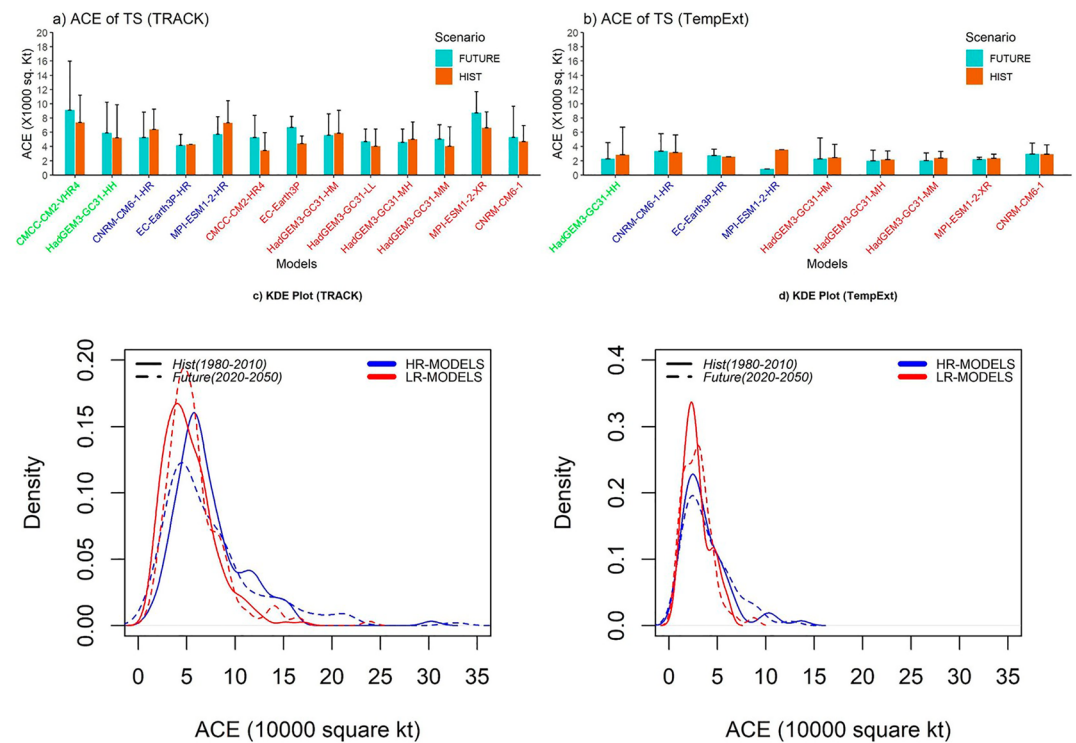 a) ACE of TS (TRACK)
ACE (X1000 sq. Kt)
20
18
16
14
12
10
8
6
4
2
0
Scenario
FUTURE
HIST
CMCC-CM2-VHR4
HadGEM3-GC31-HH
CNRM-CM6-1-HR
EC-Earth3P-HR
MPI-ESM1-2-HR
CMCC-CM2-HR4
EC-Earth3P
HadGEM3-GC31-HM
HadGEM3-GC31-LL
HadGEM3-GC31-MH
HadGEM3-GC31-MM
MPI-ESM1-2-XR
CNRM-CM6-1
Models
b) ACE of TS (TempExt)
ACE (X1000 sq. Kt)
20
18
16
14
12
10
8
6
4
2
0
Scenario
FUTURE
HIST
HadGEM3-GC31-HH
CNRM-CM6-1-HR
EC-Earth3P-HR
MPI-ESM1-2-HR
HadGEM3-GC31-HM
HadGEM3-GC31-MH
HadGEM3-GC31-MM
MPI-ESM1-2-XR
CNRM-CM6-1
Models
c) KDE Plot (TRACK)
Density
0.20
0.15
0.10
0.05
0.00
Hist(1980-2010)
Future(2020-2050)
HR-MODELS
LR-MODELS
0 5 10 15 20 25 30 35
ACE (10000 square kt)
d) KDE Plot (TempExt)
Density
0.4
0.3
0.2
0.1
0.0
Hist(1980-2010)
Future(2020-2050)
HR-MODELS
LR-MODELS
0 5 10 15 20 25 30 35
ACE (10000 square kt)